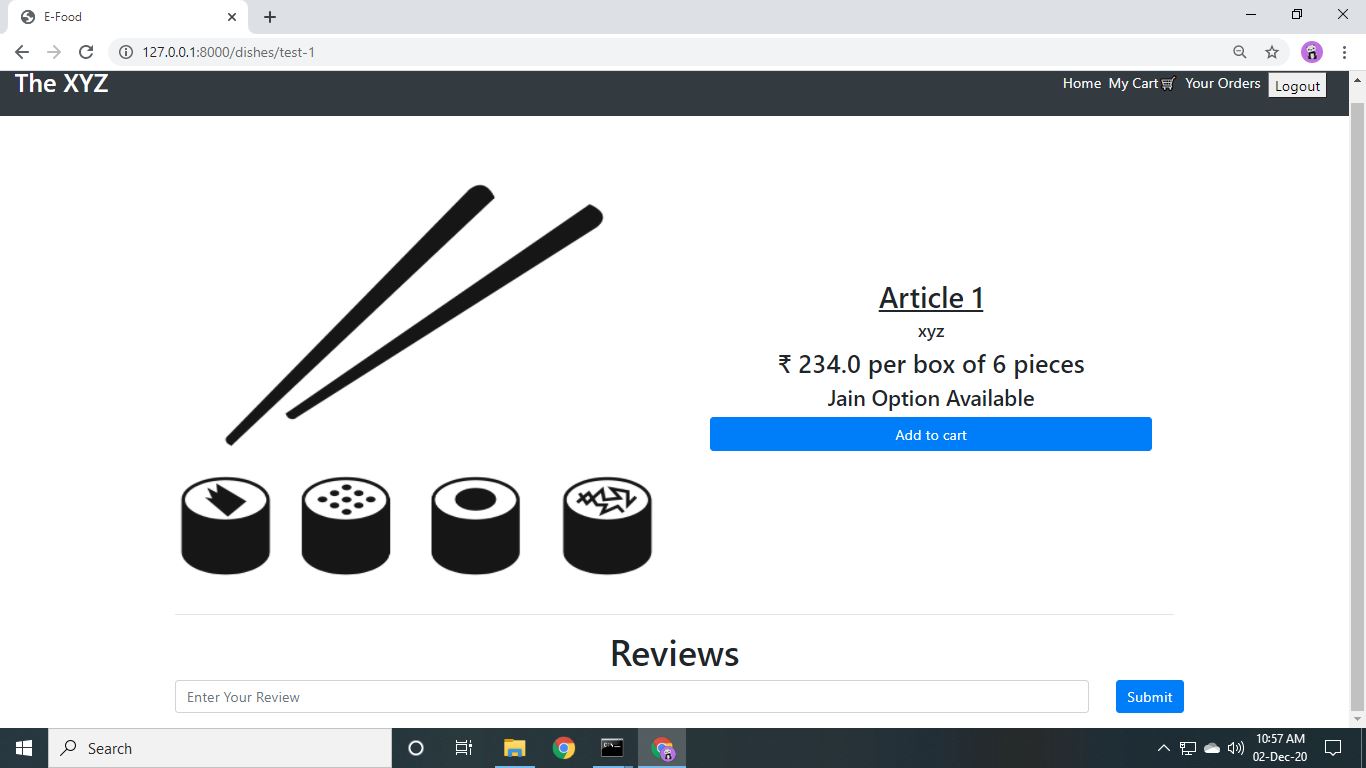 E-Food
127.0.0.1:8000/dishes/test-1
The XYZ
Home My Cart Your Orders Logout
Article 1
xyz
₹ 234.0 per box of 6 pieces
Jain Option Available
Add to cart
Reviews
Enter Your Review Submit
Search
10:57 AM
02-Dec-20